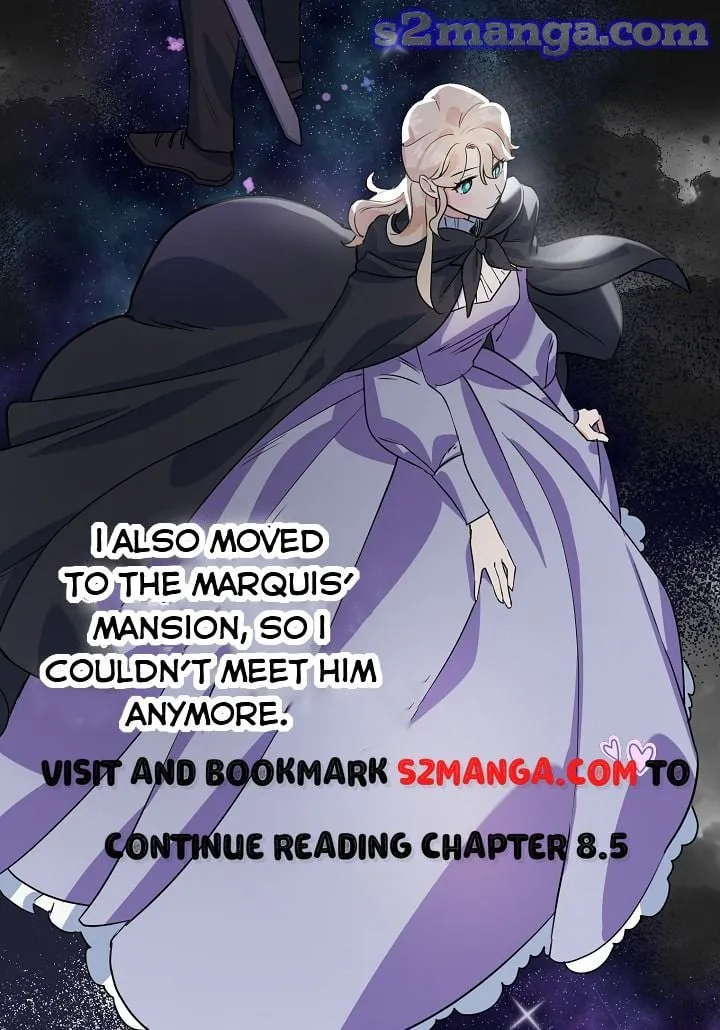 s2manga.com
I ALSO MOVED
TO THE MARQUIS'
MANSION, SO I
COULDN'T MEET HIM
ANYMORE.
VISIT AND BOOKMARK S2MANGA.COM TO
CONTINUE READING CHAPTER 8.5